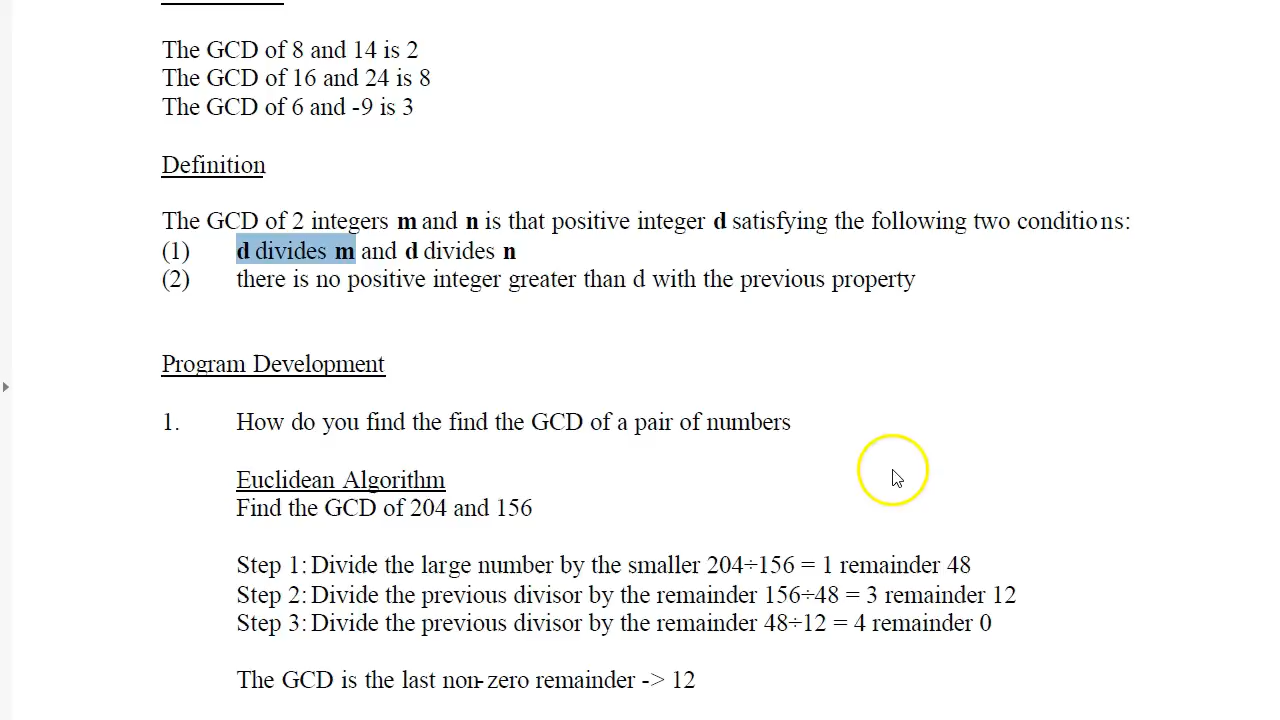 The GCD of 8 and 14 is 2
The GCD of 16 and 24 is 8
The GCD of 6 and -9 is 3
Definition
The GCD of 2 integers m and n is that positive integer d satisfying the following two conditions:
(1) d divides m and d divides n
(2) there is no positive integer greater than d with the previous property
Program Development
1. How do you find the find the GCD of a pair of numbers
Euclidean Algorithm
Find the GCD of 204 and 156
Step 1: Divide the large number by the smaller 204÷156 = 1 remainder 48
Step 2: Divide the previous divisor by the remainder 156÷48 = 3 remainder 12
Step 3: Divide the previous divisor by the remainder 48÷12 = 4 remainder 0
The GCD is the last non-zero remainder -> 12